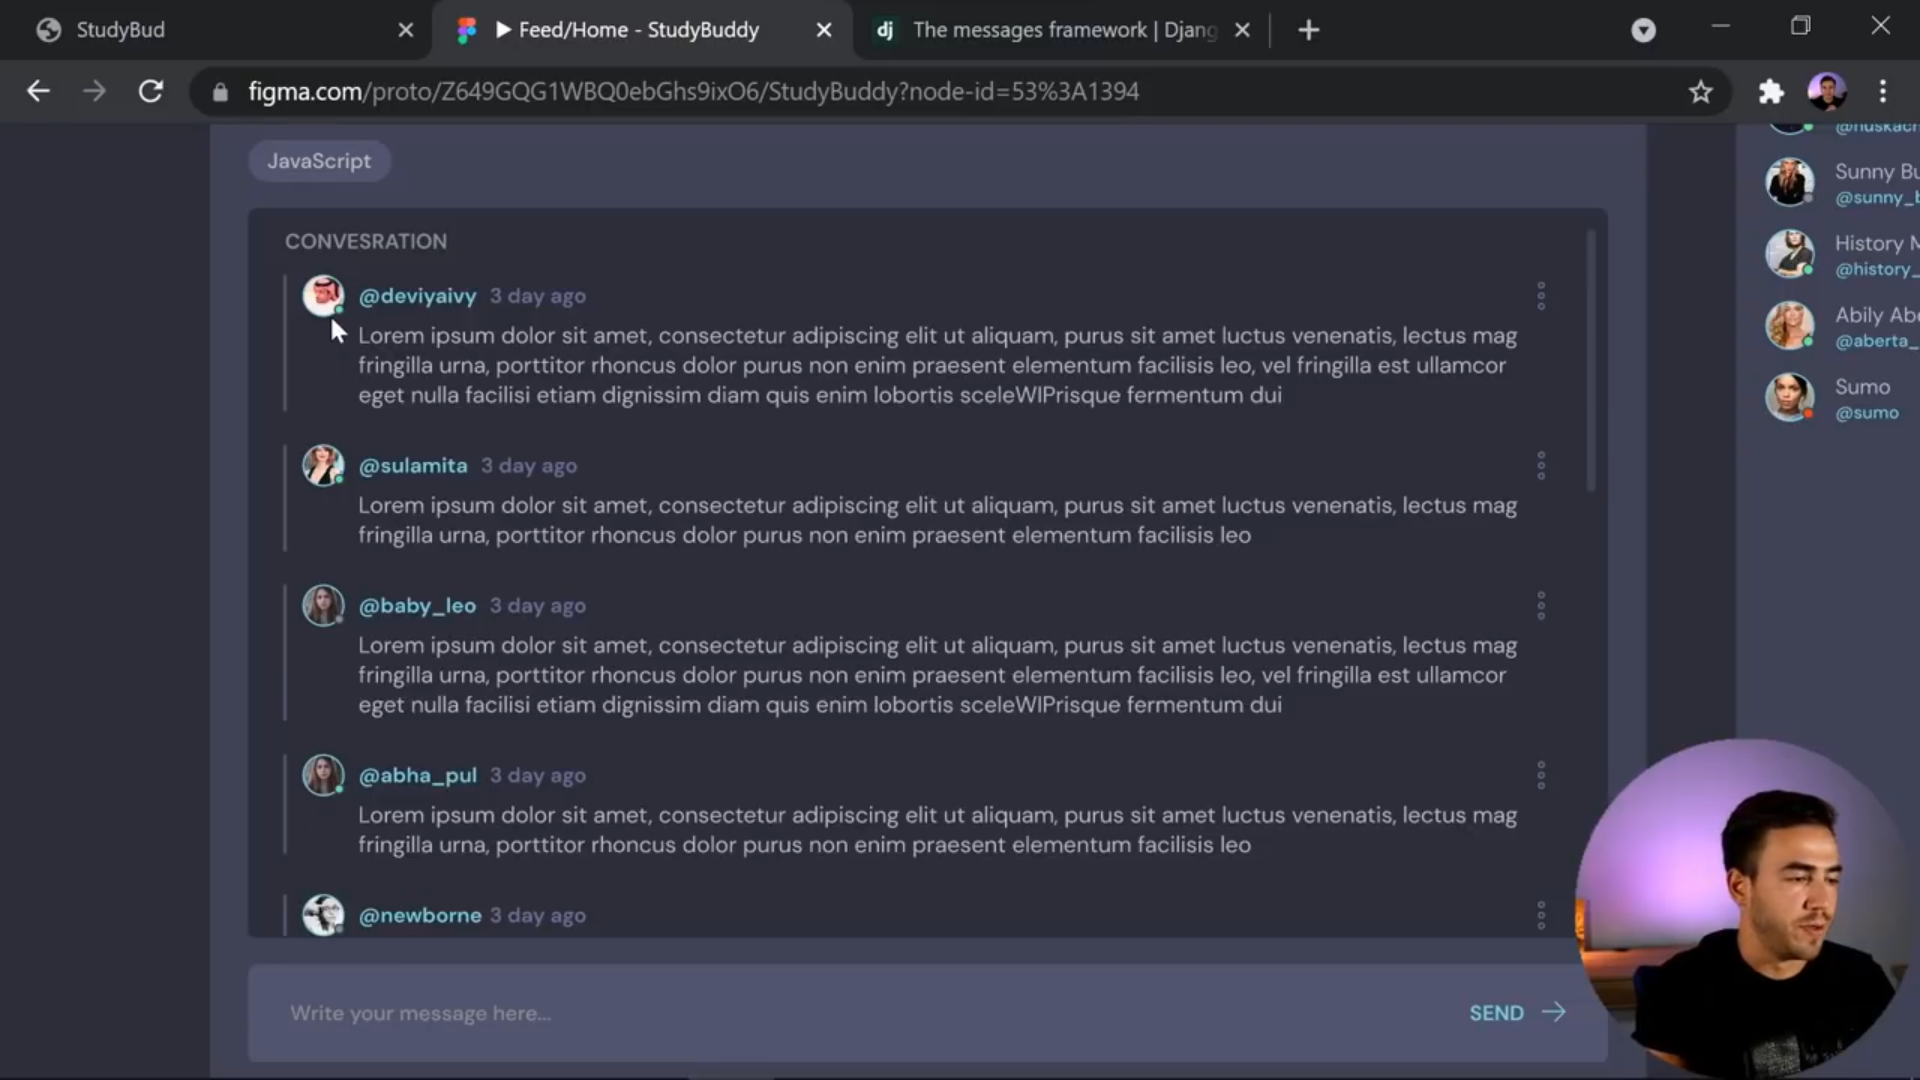 StudyBud
▶ Feed/Home - StudyBuddy
dj
The messages framework | Djang
figma.com/proto/Z649GQG1WBQ0ebGhs9ixO6/StudyBuddy?node-id=53%3A1394
JavaScript
CONVESRATION
@deviyaivy 3 day ago
Lorem ipsum dolor sit amet, consectetur adipiscing elit ut aliquam, purus sit amet luctus venenatis, lectus mag
fringilla urna, porttitor rhoncus dolor purus non enim praesent elementum facilisis leo, vel fringilla est ullamcor
eget nulla facilisi etiam dignissim diam quis enim lobortis sceleWIPrisque fermentum dui
@sulamita 3 day ago
Lorem ipsum dolor sit amet, consectetur adipiscing elit ut aliquam, purus sit amet luctus venenatis, lectus mag
fringilla urna, porttitor rhoncus dolor purus non enim praesent elementum facilisis leo
@baby_leo 3 day ago
Lorem ipsum dolor sit amet, consectetur adipiscing elit ut aliquam, purus sit amet luctus venenatis, lectus mag
fringilla urna, porttitor rhoncus dolor purus non enim praesent elementum facilisis leo, vel fringilla est ullamcor
eget nulla facilisi etiam dignissim diam quis enim lobortis sceleWIPrisque fermentum dui
@abha_pul 3 day ago
Lorem ipsum dolor sit amet, consectetur adipiscing elit ut aliquam, purus sit amet luctus venenatis, lectus mag
fringilla urna, porttitor rhoncus dolor purus non enim praesent elementum facilisis leo
@newborne 3 day ago
Write your message here...
SEND
Sunny Bu
@sunny_b
History M
@history_
Abily Abe
@aberta_
Sumo
@sumo